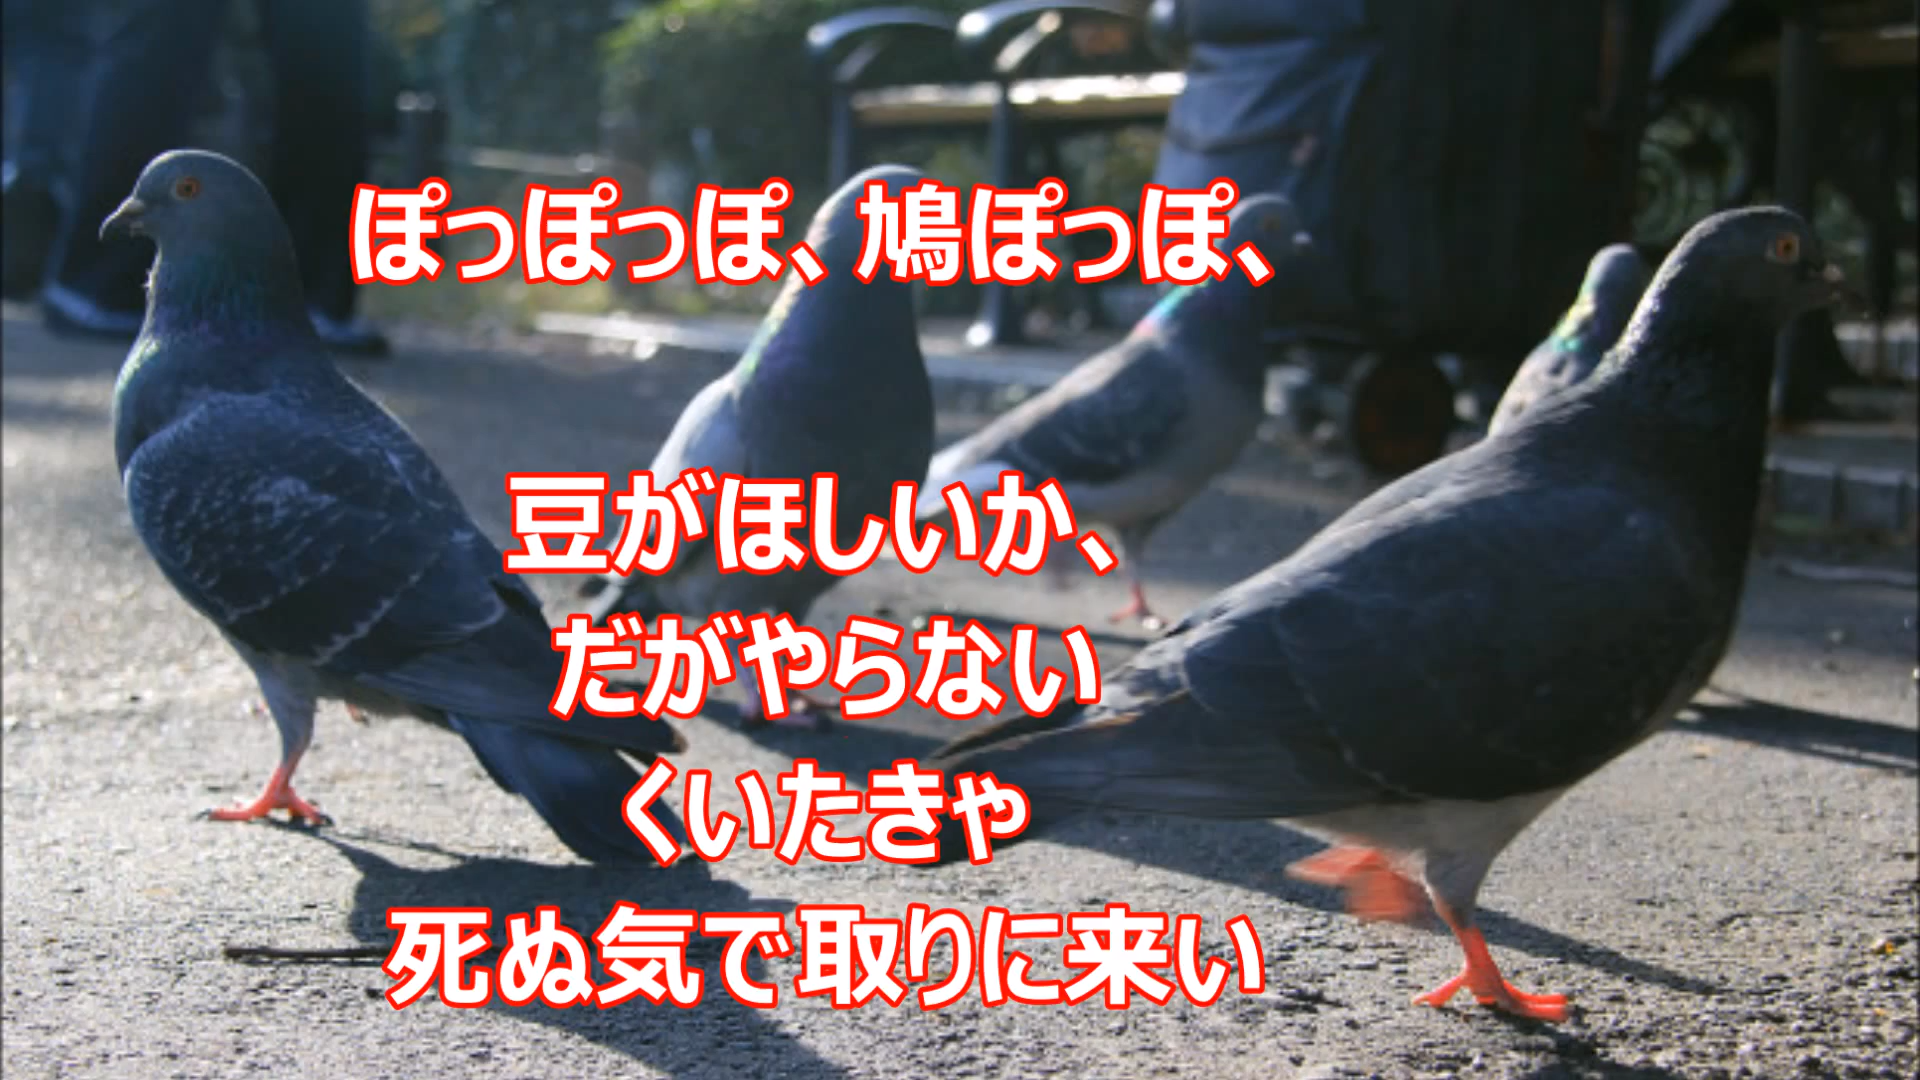 ぽっぽっぽ、鳩ぽっぽ、
豆がほしいか、
だがやらない
くいたきゃ
死ぬ気で取りに来い